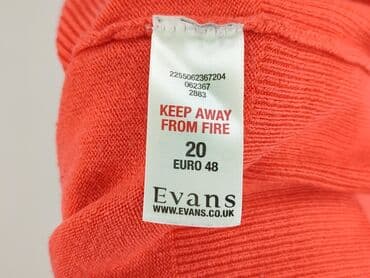 2255062367204
062367
2883
KEEP AWAY
FROM FIRE
20
EURO 48
Evans
WWW.EVANS.CO.UK